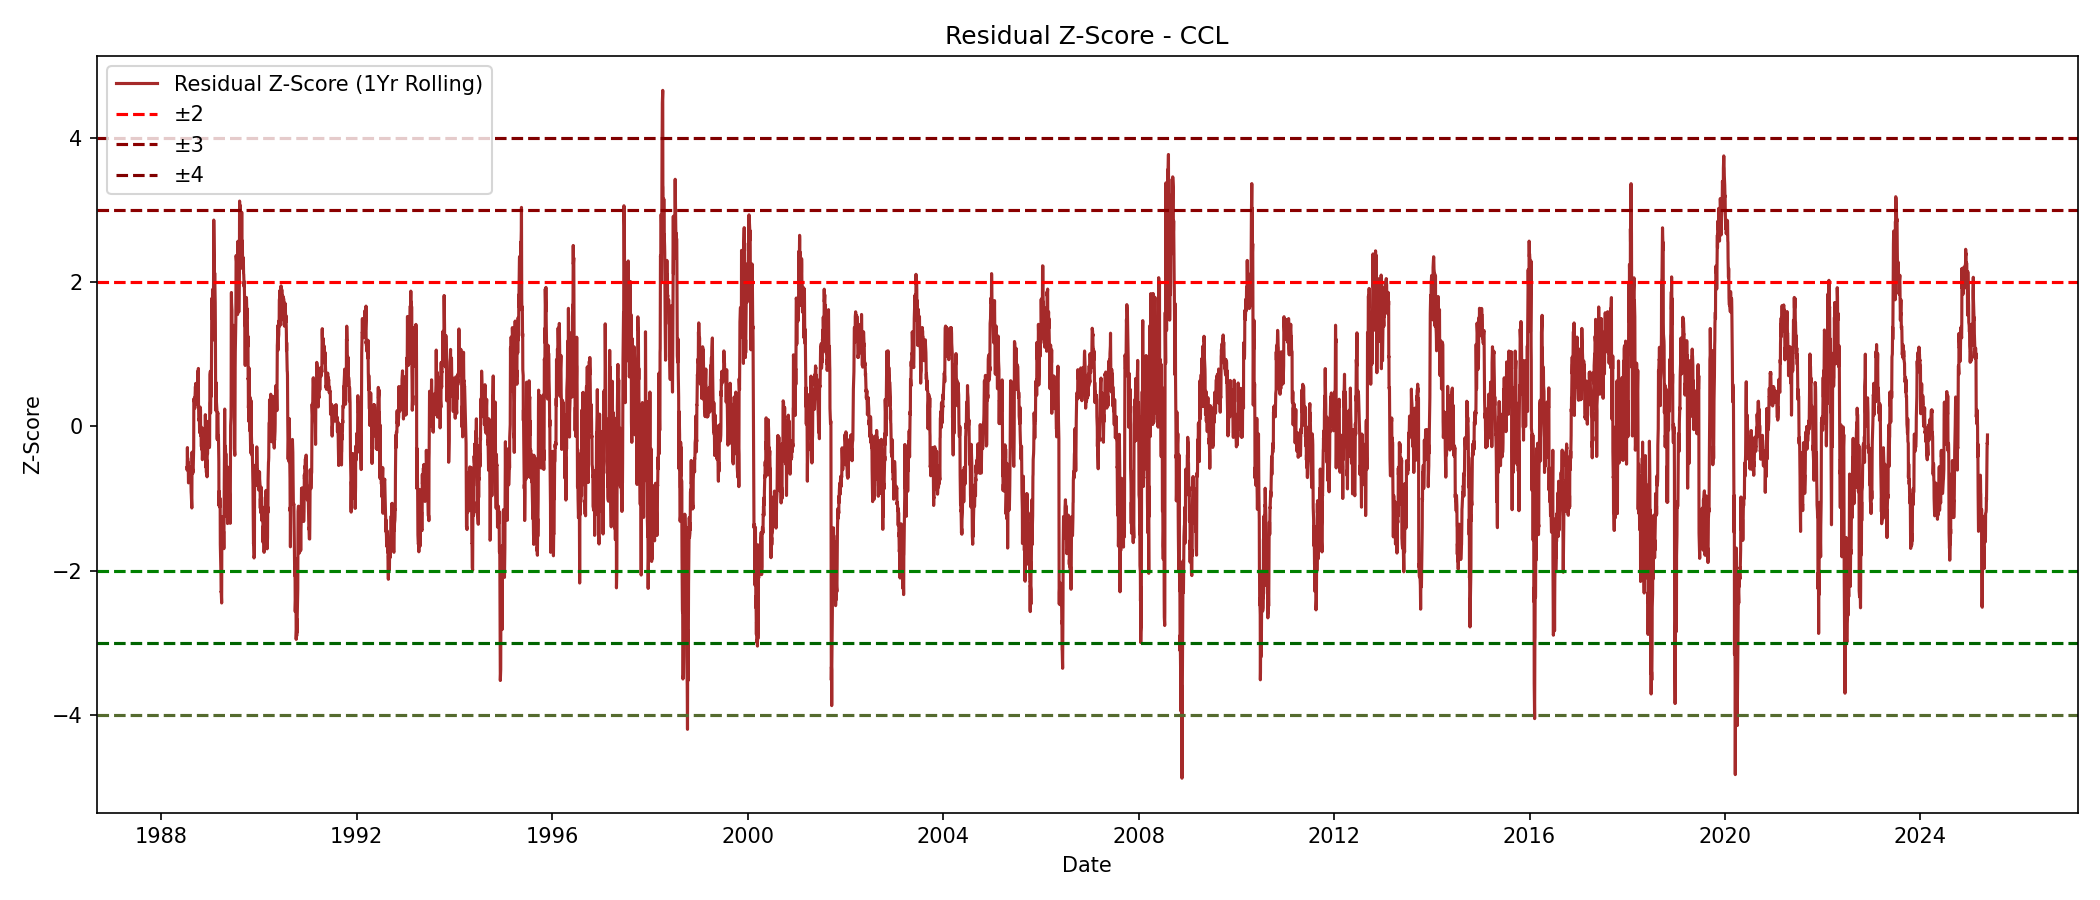 Residual Z-Score - CCL
Residual Z-Score (1Yr Rolling)
±2
±3
±4
4
2
0
−2
−4
Z-Score
1988 1992 1996 2000 2004 2008 2012 2016 2020 2024
Date